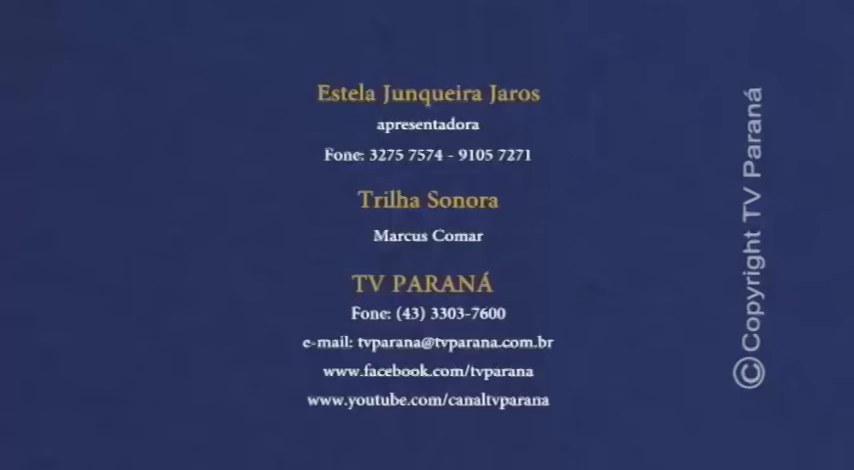 Estela Junqueira Jaros
apresentadora
Fone: 3275 7574 - 9105 7271
Trilha Sonora
Marcus Comar
TV PARANÁ
Fone: (43) 3303-7600
e-mail: tvparana@tvparana.com.br
www.facebook.com/tvparana
www.youtube.com/canaltvparana
© Copyright TV Paraná